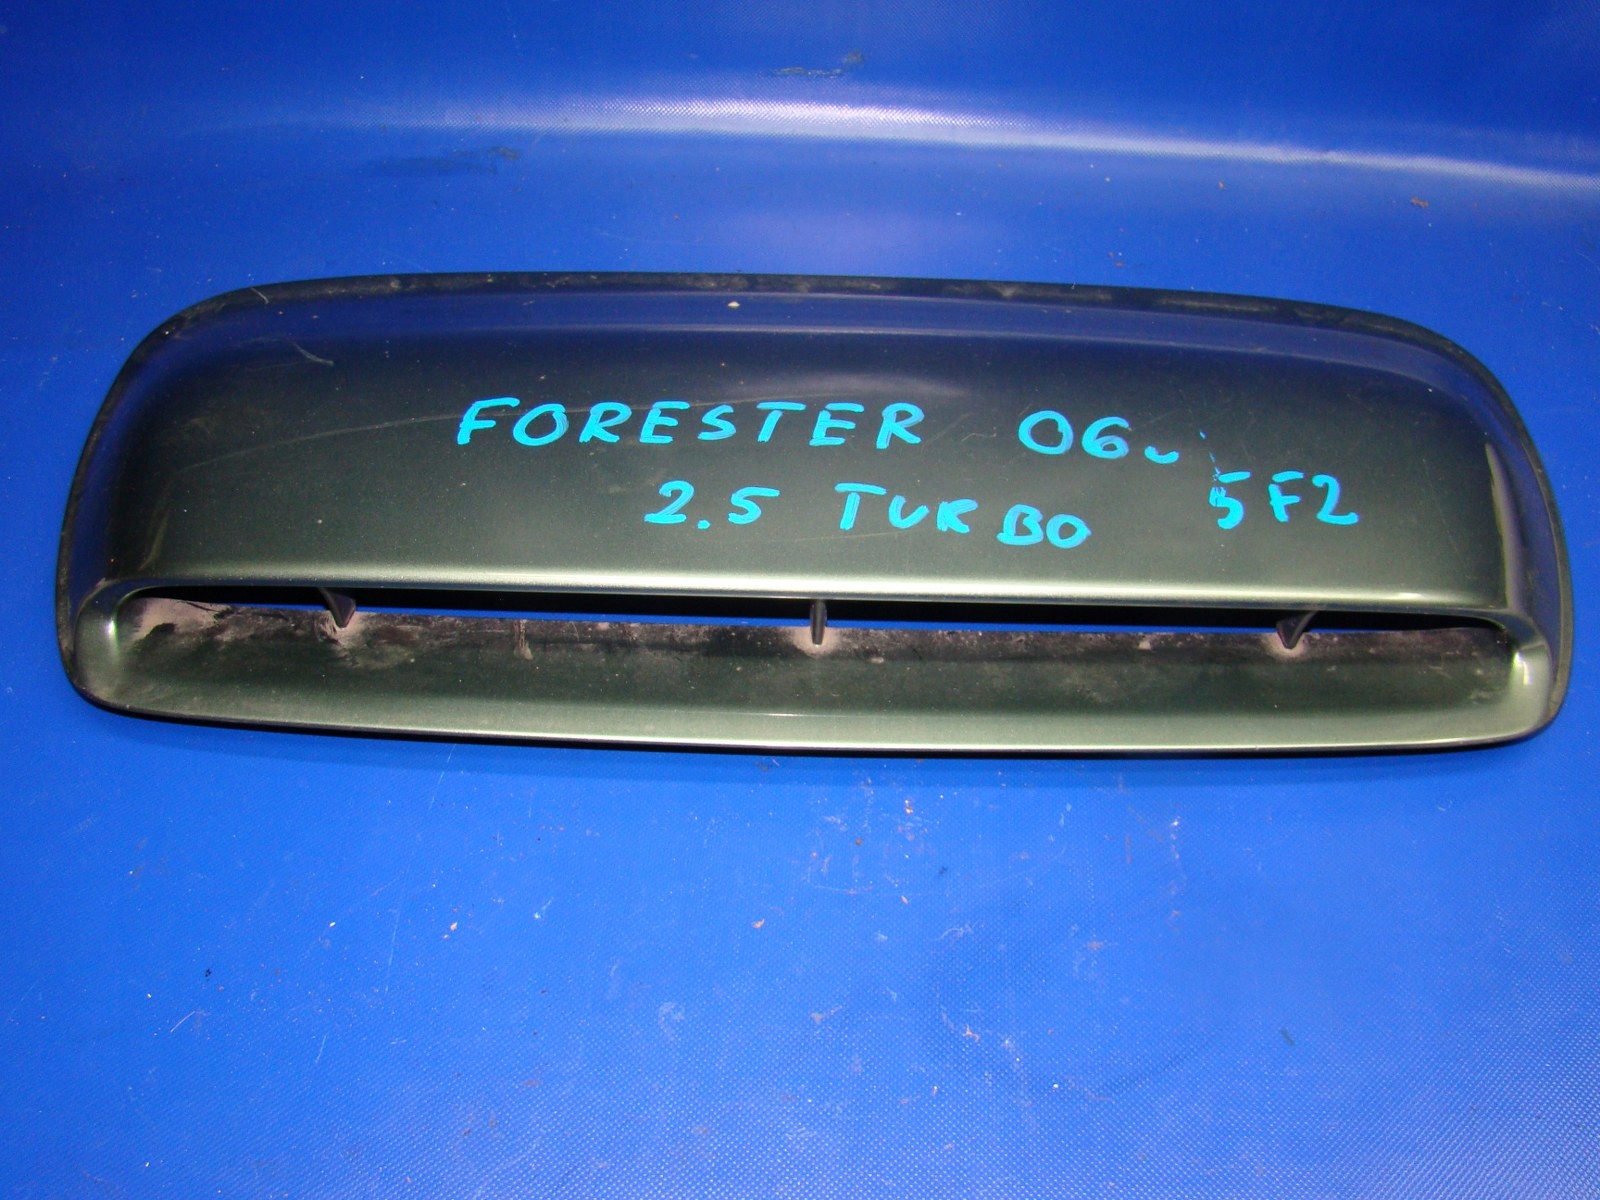 FORESTER 06
2.5 TURBO 5F2